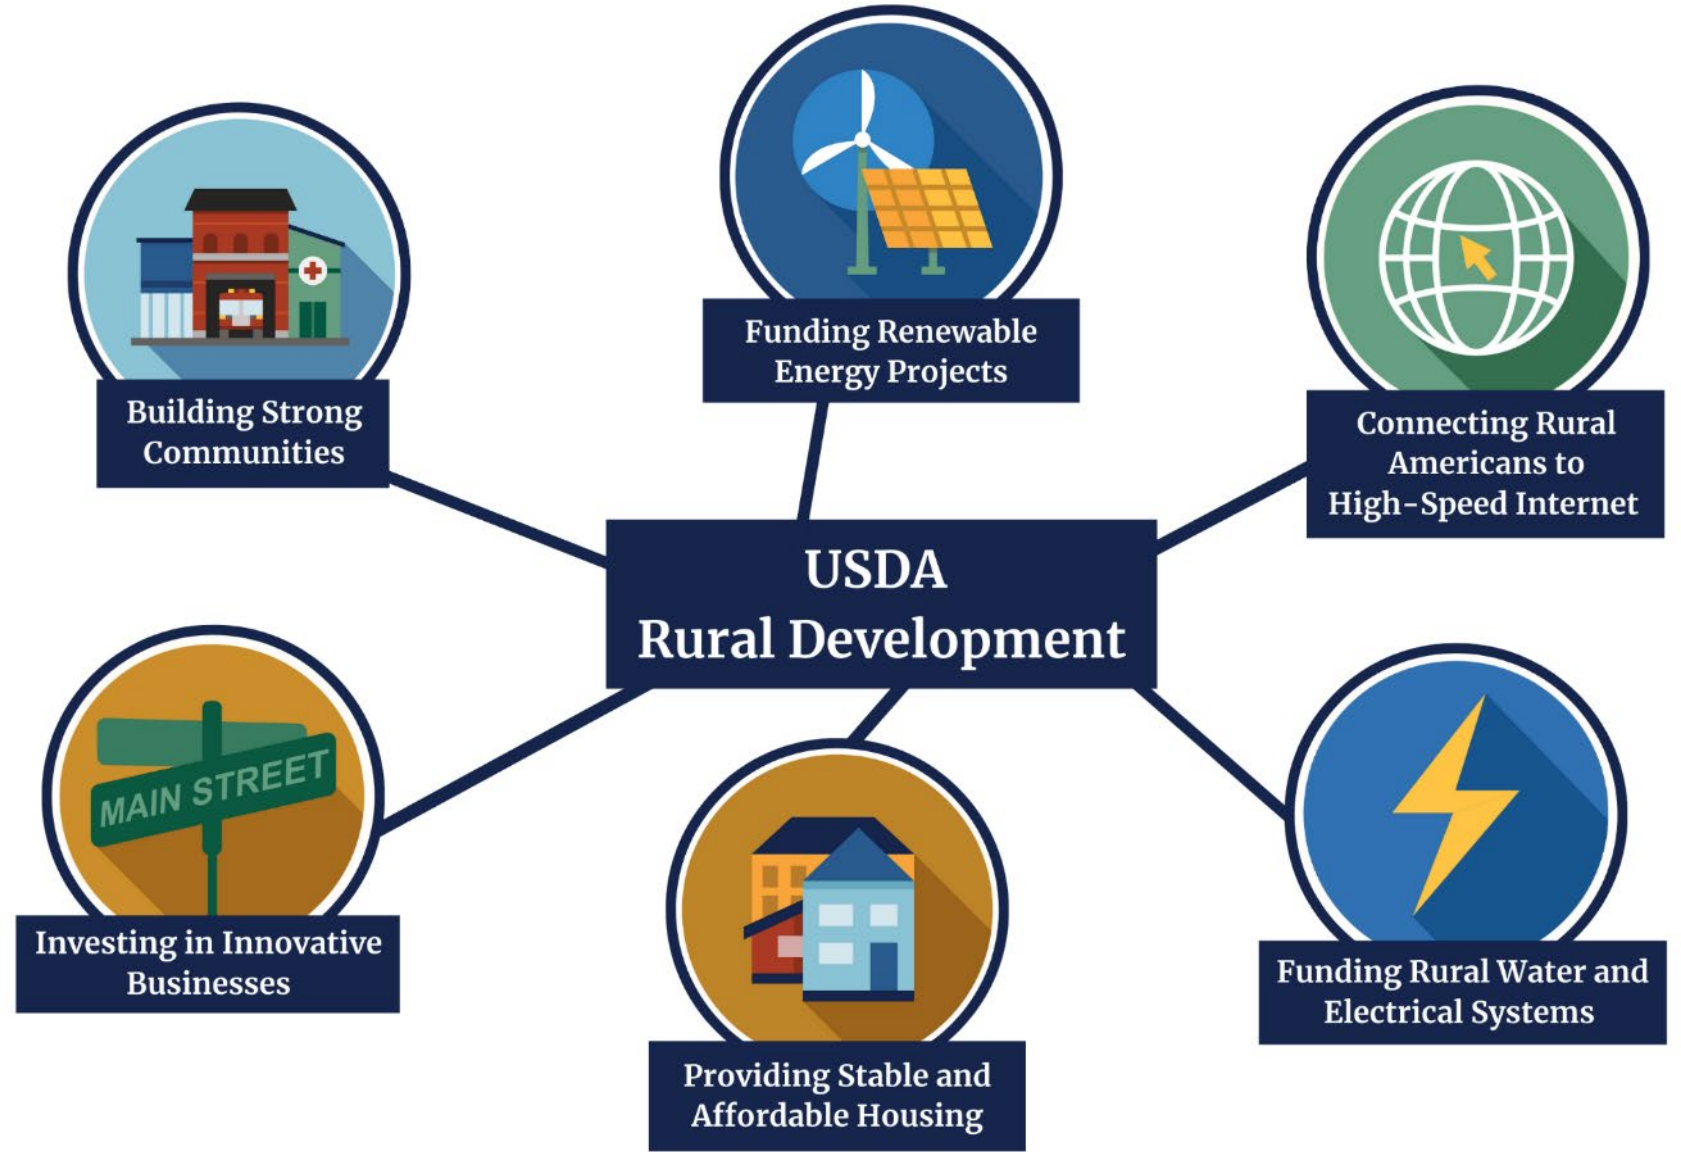 Building Strong
Communities
Funding Renewable
Energy Projects
Connecting Rural
Americans to
High-Speed Internet
USDA
Rural Development
MAIN STREET
Investing in Innovative
Businesses
Providing Stable and
Affordable Housing
Funding Rural Water and
Electrical Systems